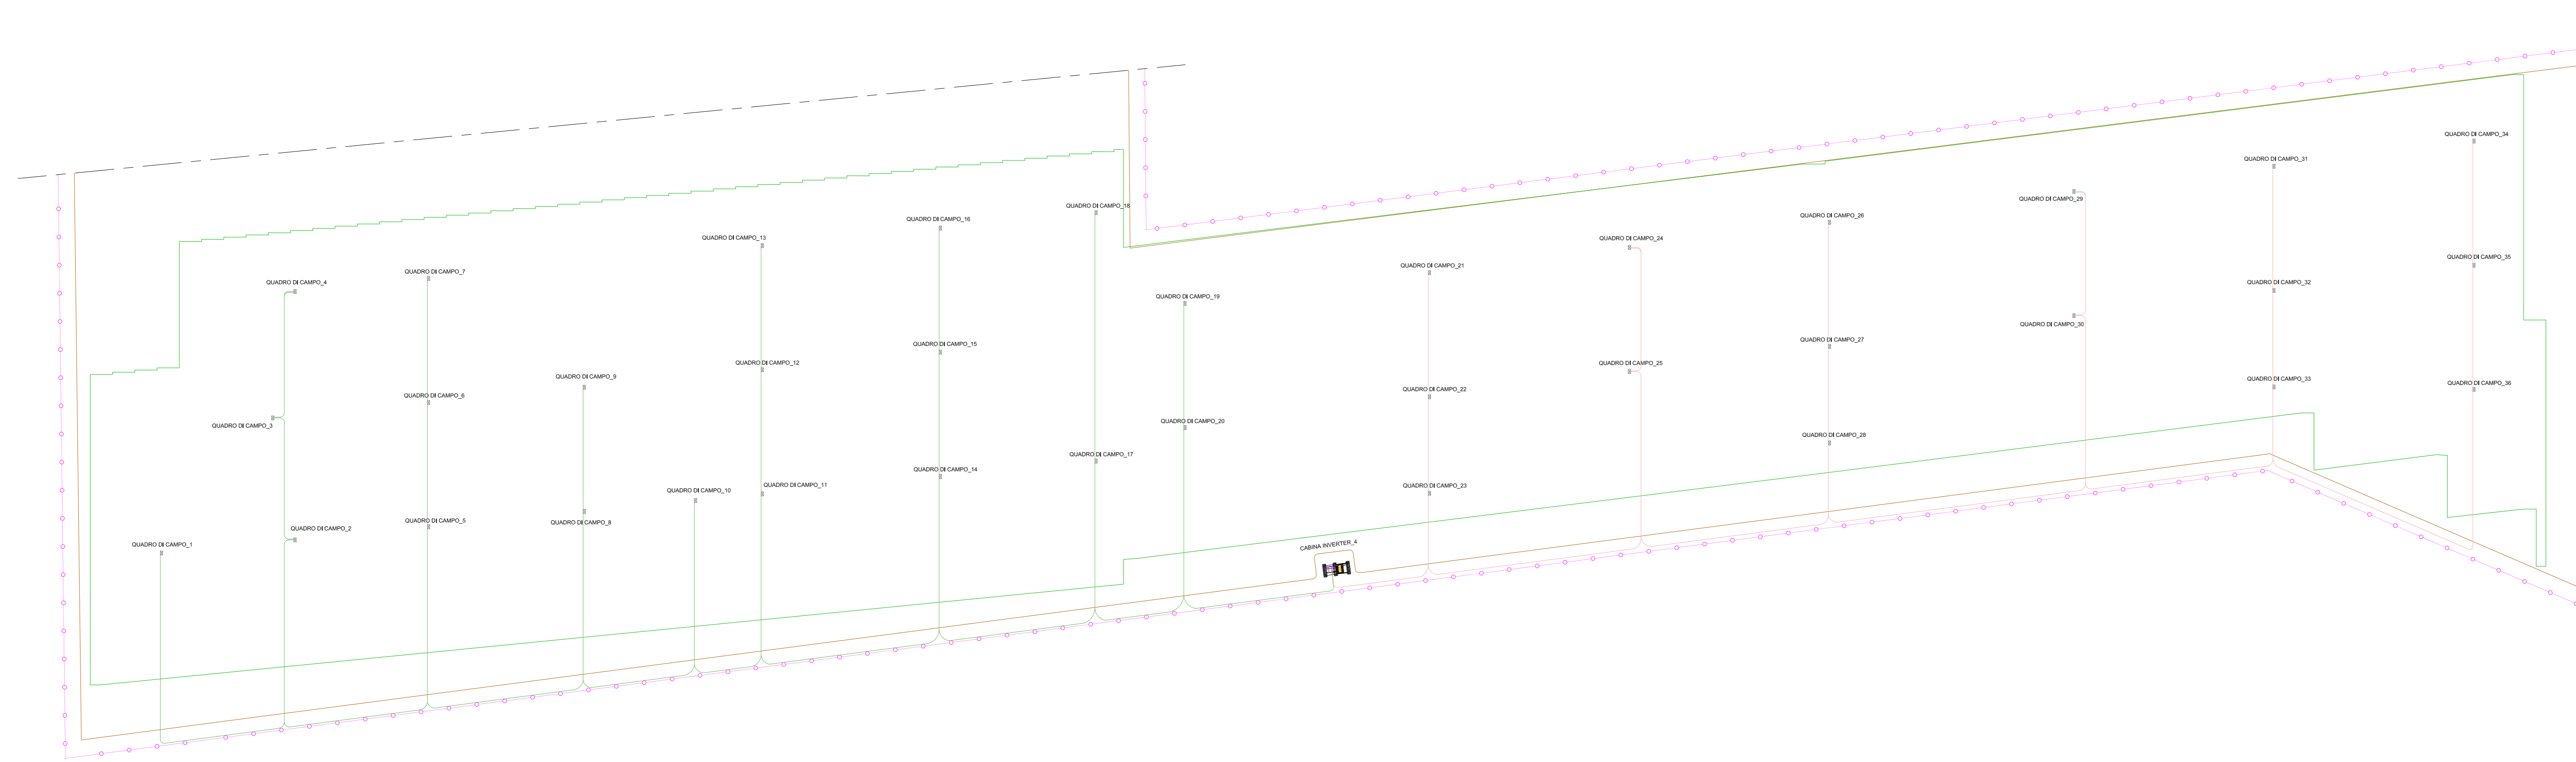 QUADRO DI CAMPO_34
QUADRO DI CAMPO_31
QUADRO DI CAMPO_29
QUADRO DI CAMPO_18
QUADRO DI CAMPO_26
QUADRO DI CAMPO_16
QUADRO DI CAMPO_13
QUADRO DI CAMPO_24
QUADRO DI CAMPO_35
QUADRO DI CAMPO_21
QUADRO DI CAMPO_7
QUADRO DI CAMPO_4
QUADRO DI CAMPO_32
QUADRO DI CAMPO_19
QUADRO DI CAMPO_30
QUADRO DI CAMPO_27
QUADRO DI CAMPO_15
QUADRO DI CAMPO_12
QUADRO DI CAMPO_25
QUADRO DI CAMPO_9
QUADRO DI CAMPO_33
QUADRO DI CAMPO_36
QUADRO DI CAMPO_22
QUADRO DI CAMPO_6
QUADRO DI CAMPO_20
QUADRO DI CAMPO_3
QUADRO DI CAMPO_28
QUADRO DI CAMPO_17
QUADRO DI CAMPO_14
QUADRO DI CAMPO_11
QUADRO DI CAMPO_23
QUADRO DI CAMPO_10
QUADRO DI CAMPO_5
QUADRO DI CAMPO_8
QUADRO DI CAMPO_2
QUADRO DI CAMPO_1
CABINA INVERTER_4